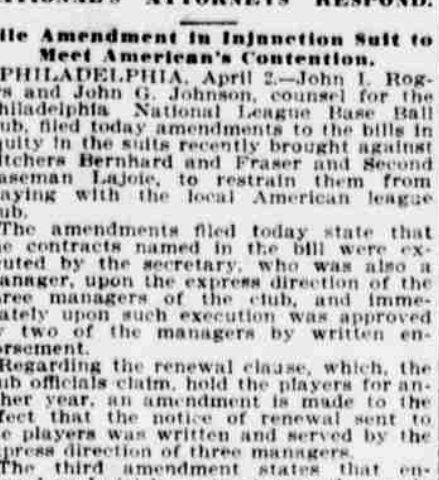 ATTORNEYS RESPOND.
ile Amendment in Injunction Suit to
Meet American's Contention.
PHILADELPHIA, April 2.—John I. Rog-
rs and John G. Johnson, counsel for the
hiladelphia National League Base Ball
ub, filed today amendments to the bills in
quity in the suits recently brought against
itchers Bernhard and Fraser and Second
aseman Lajoie, to restrain them from
laying with the local American league
ub.
The amendments filed today state that
e contracts named in the bill were ex-
cuted by the secretary, who was also a
anager, upon the express direction of the
hree managers of the club, and imme-
ately upon such execution was approved
y two of the managers by written en-
orsement.
Regarding the renewal clause, which, the
ub officials claim, hold the players for an-
her year, an amendment is made to the
fect that the notice of renewal sent to
e players was written and served by the
press direction of three managers.
The third amendment states that en-